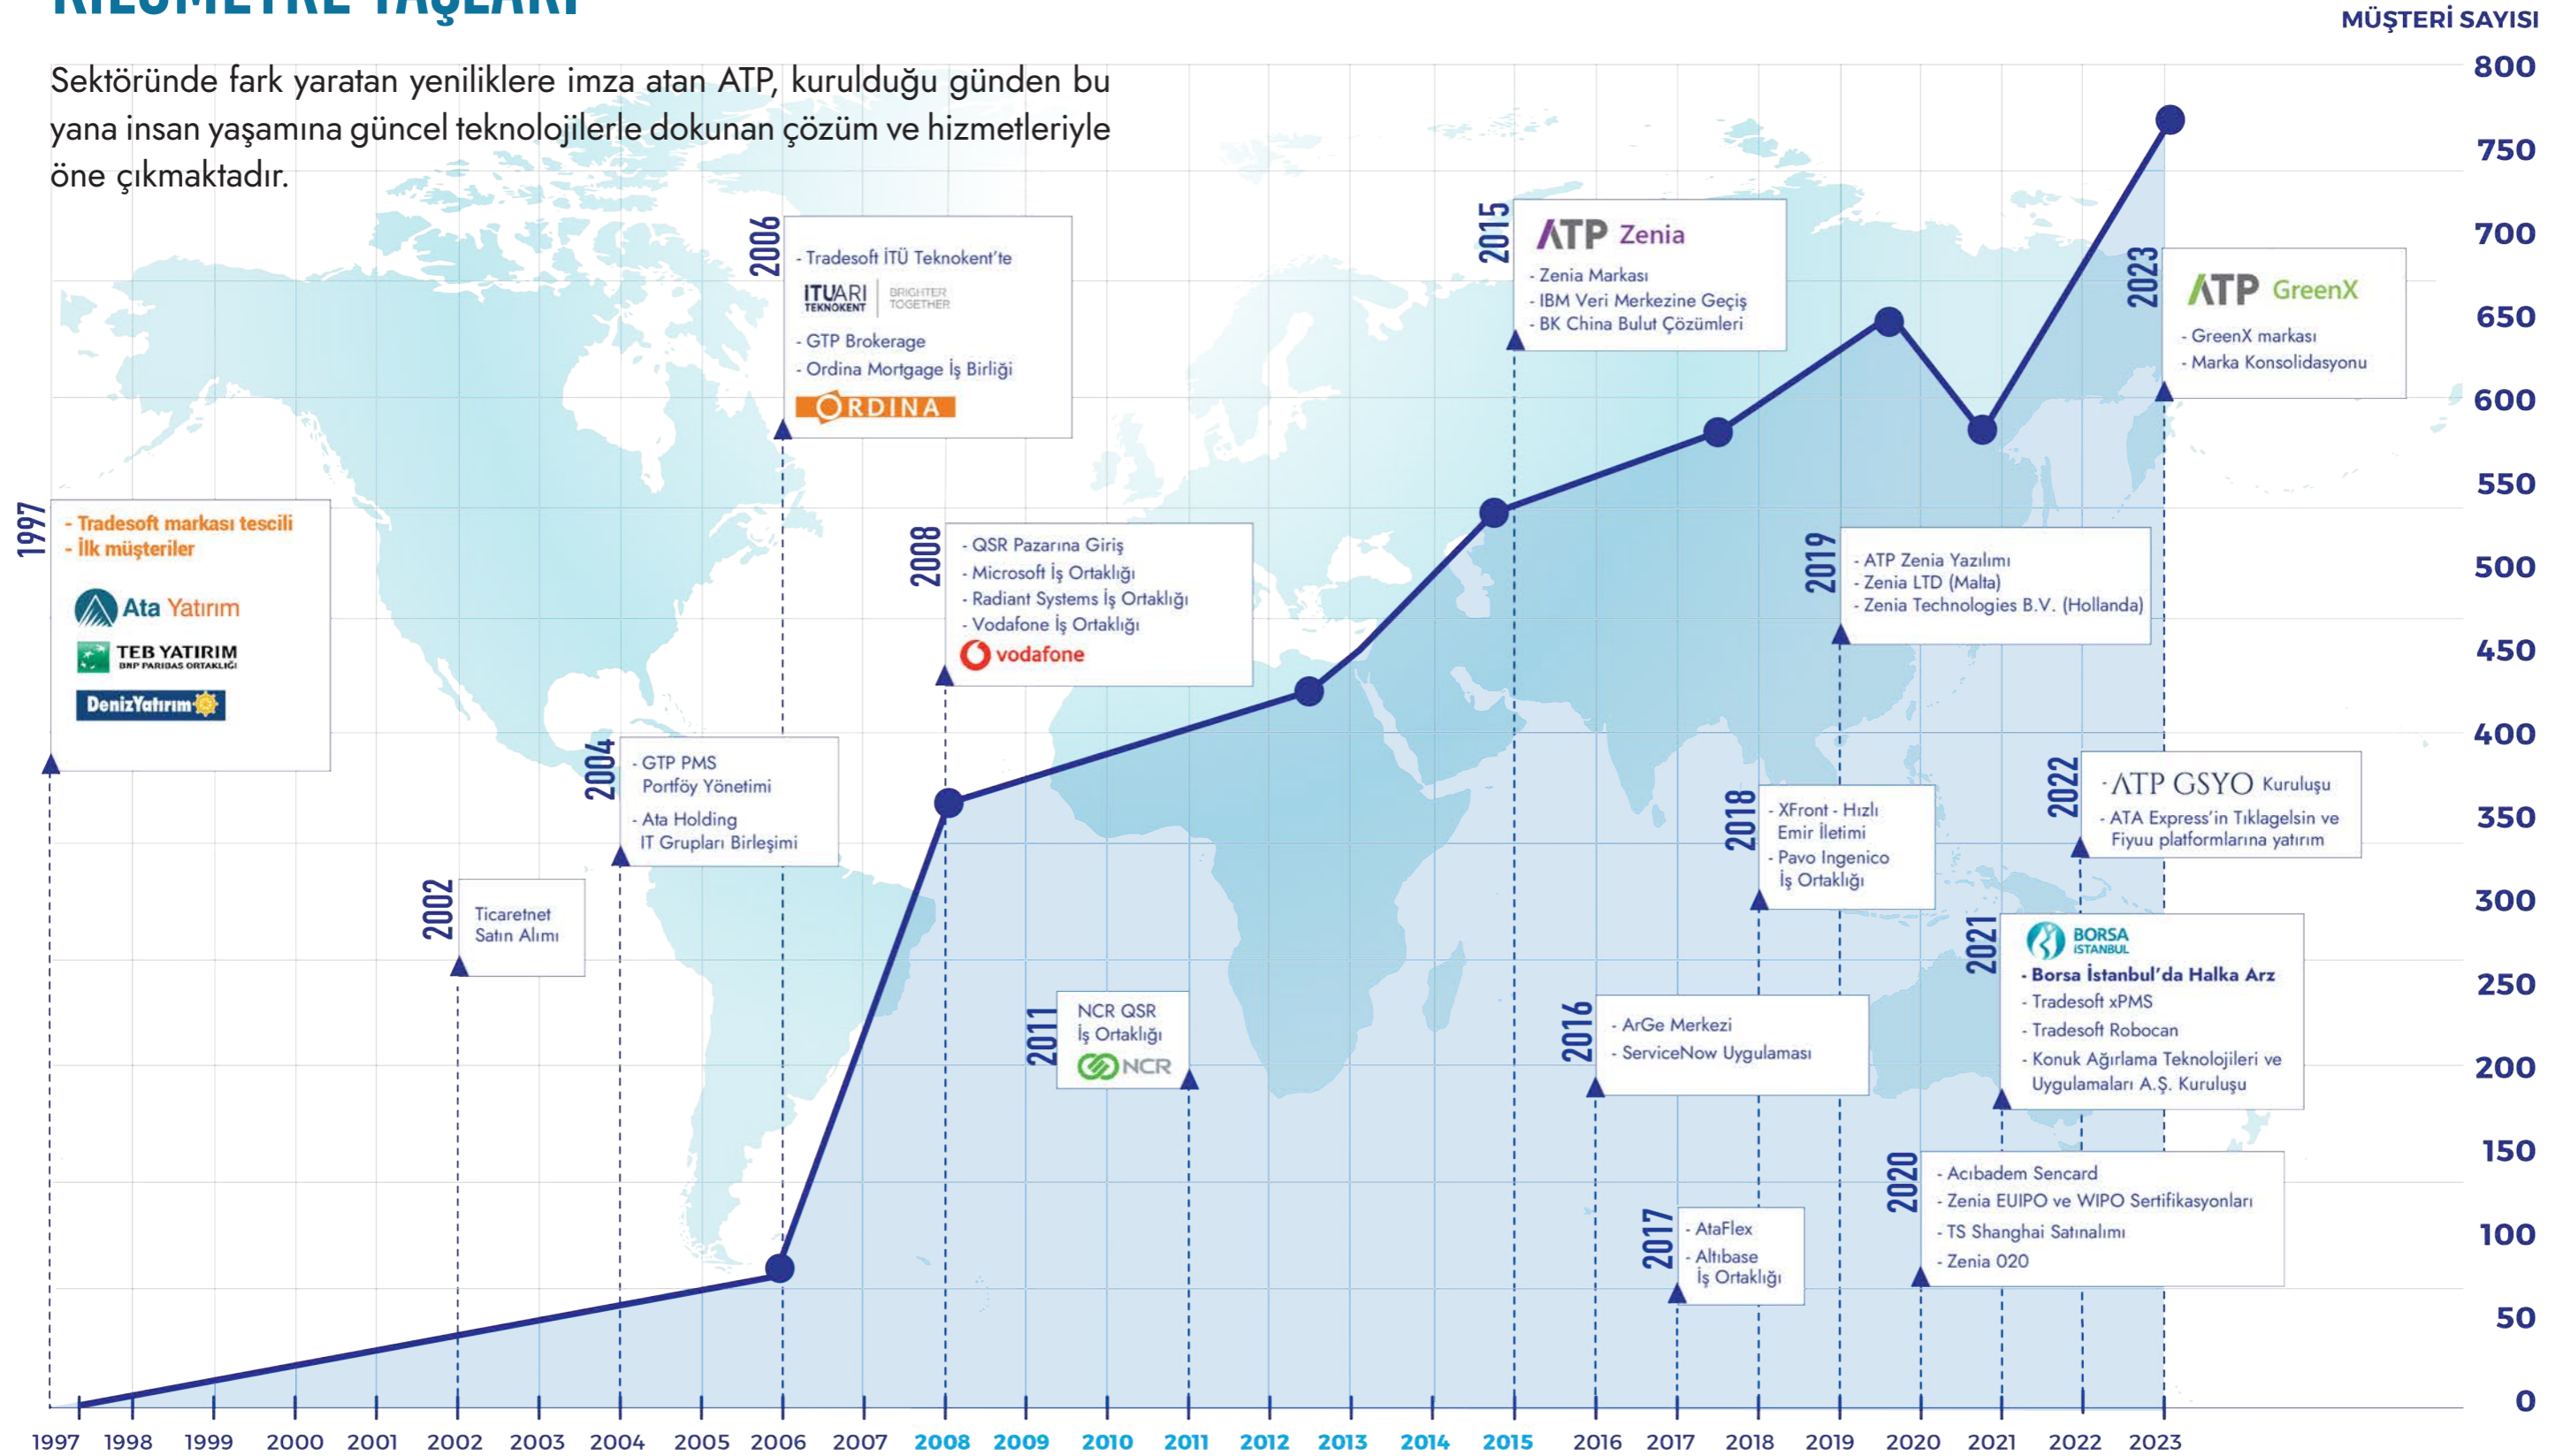 KİLOMETRE TAŞLARI
Sektöründe fark yaratan yeniliklere imza atan ATP, kurulduğu günden bu
yana insan yaşamına güncel teknolojilerle dokunan çözüm ve hizmetleriyle
öne çıkmaktadır.
MÜŞTERİ SAYISI
800
750
700
650
600
550
500
450
400
350
300
250
200
150
100
50
0
1997
- Tradesoft markası tescili
- İlk müşteriler
Ata Yatırım
TEB YATIRIM
BNP PARIBAS ORTAKLIĞI
DenizYatırım
2002
Ticaretnet
Satın Alımı
2004
- GTP PMS
Portföy Yönetimi
- Ata Holding
IT Grupları Birleşimi
2006
- Tradesoft İTÜ Teknokent'te
ITUARI
TEKNOKENT
BRIGHTER
TOGETHER
- GTP Brokerage
- Ordina Mortgage İş Birliği
ORDINA
2008
- QSR Pazarına Giriş
- Microsoft İş Ortaklığı
- Radiant Systems İş Ortaklığı
- Vodafone İş Ortaklığı
vodafone
2011
NCR QSR
İş Ortaklığı
NCR
2015
ATP Zenia
- Zenia Markası
- IBM Veri Merkezine Geçiş
- BK China Bulut Çözümleri
2016
- ArGe Merkezi
- ServiceNow Uygulaması
2017
- AtaFlex
- Altıbase
İş Ortaklığı
2018
- XFront - Hızlı
Emir İletimi
- Pavo Ingenico
İş Ortaklığı
2019
- ATP Zenia Yazılımı
- Zenia LTD (Malta)
- Zenia Technologies B.V. (Hollanda)
2020
- Acıbadem Sencard
- Zenia EUIPO ve WIPO Sertifikasyonları
- TS Shanghai Satınalımı
- Zenia 020
2021
BORSA
İSTANBUL
- Borsa İstanbul'da Halka Arz
- Tradesoft xPMS
- Tradesoft Robocan
- Konuk Ağırlama Teknolojileri ve
Uygulamaları A.Ş. Kuruluşu
2022
- ATP GSYO Kuruluşu
- ATA Express'in Tıklagelsin ve
Fiyuu platformlarına yatırım
2023
ATP GreenX
- GreenX markası
- Marka Konsolidasyonu
1997 1998 1999 2000 2001 2002 2003 2004 2005 2006 2007 2008 2009 2010 2011 2012 2013 2014 2015 2016 2017 2018 2019 2020 2021 2022 2023